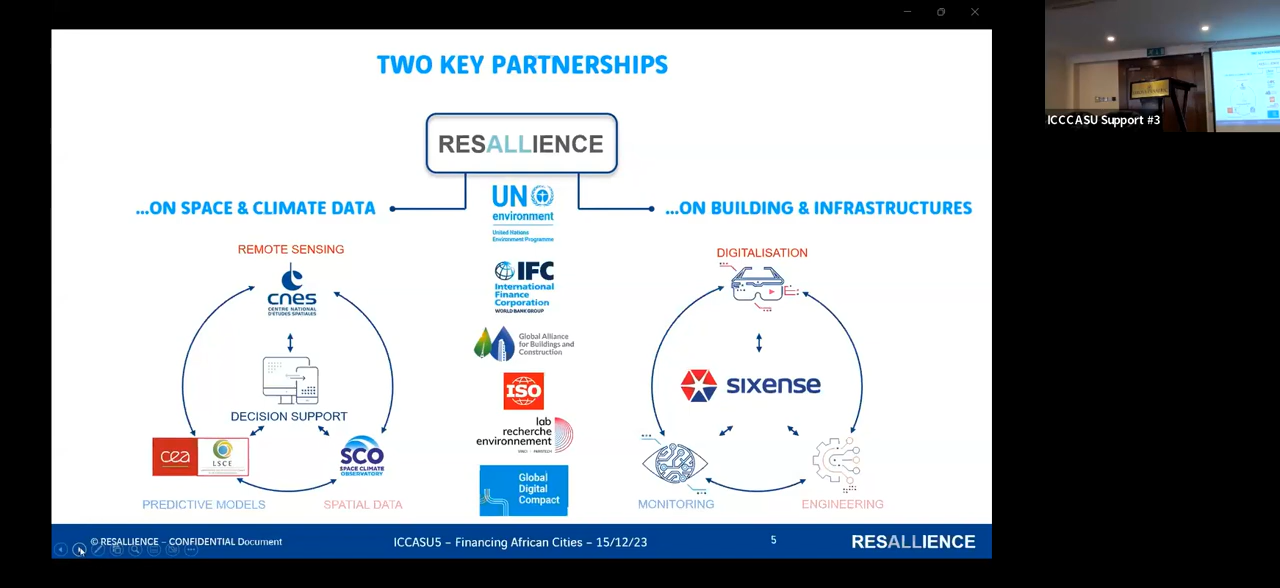 TWO KEY PARTNERSHIPS
RESALLIENCE
...ON SPACE & CLIMATE DATA
...ON BUILDING & INFRASTRUCTURES
REMOTE SENSING
cnes
CENTRE NATIONAL
D'ÉTUDES SPATIALES
DECISION SUPPORT
cea
LSCE
SCO
SPACE CLIMATE
OBSERVATORY
PREDICTIVE MODELS
SPATIAL DATA
UN
environment
United Nations
Environment Programme
IFC
International
Finance
Corporation
WORLD BANK GROUP
Global Alliance
for Buildings and
Construction
ISO
lab
recherche
environnement
VINCI - PARISTECH
Global
Digital
Compact
DIGITALISATION
sixense
MONITORING
ENGINEERING
© RESALLIENCE – CONFIDENTIAL Document
ICCASU5 – Financing African Cities – 15/12/23
5
RESALLIENCE
ICCCASU Support #3